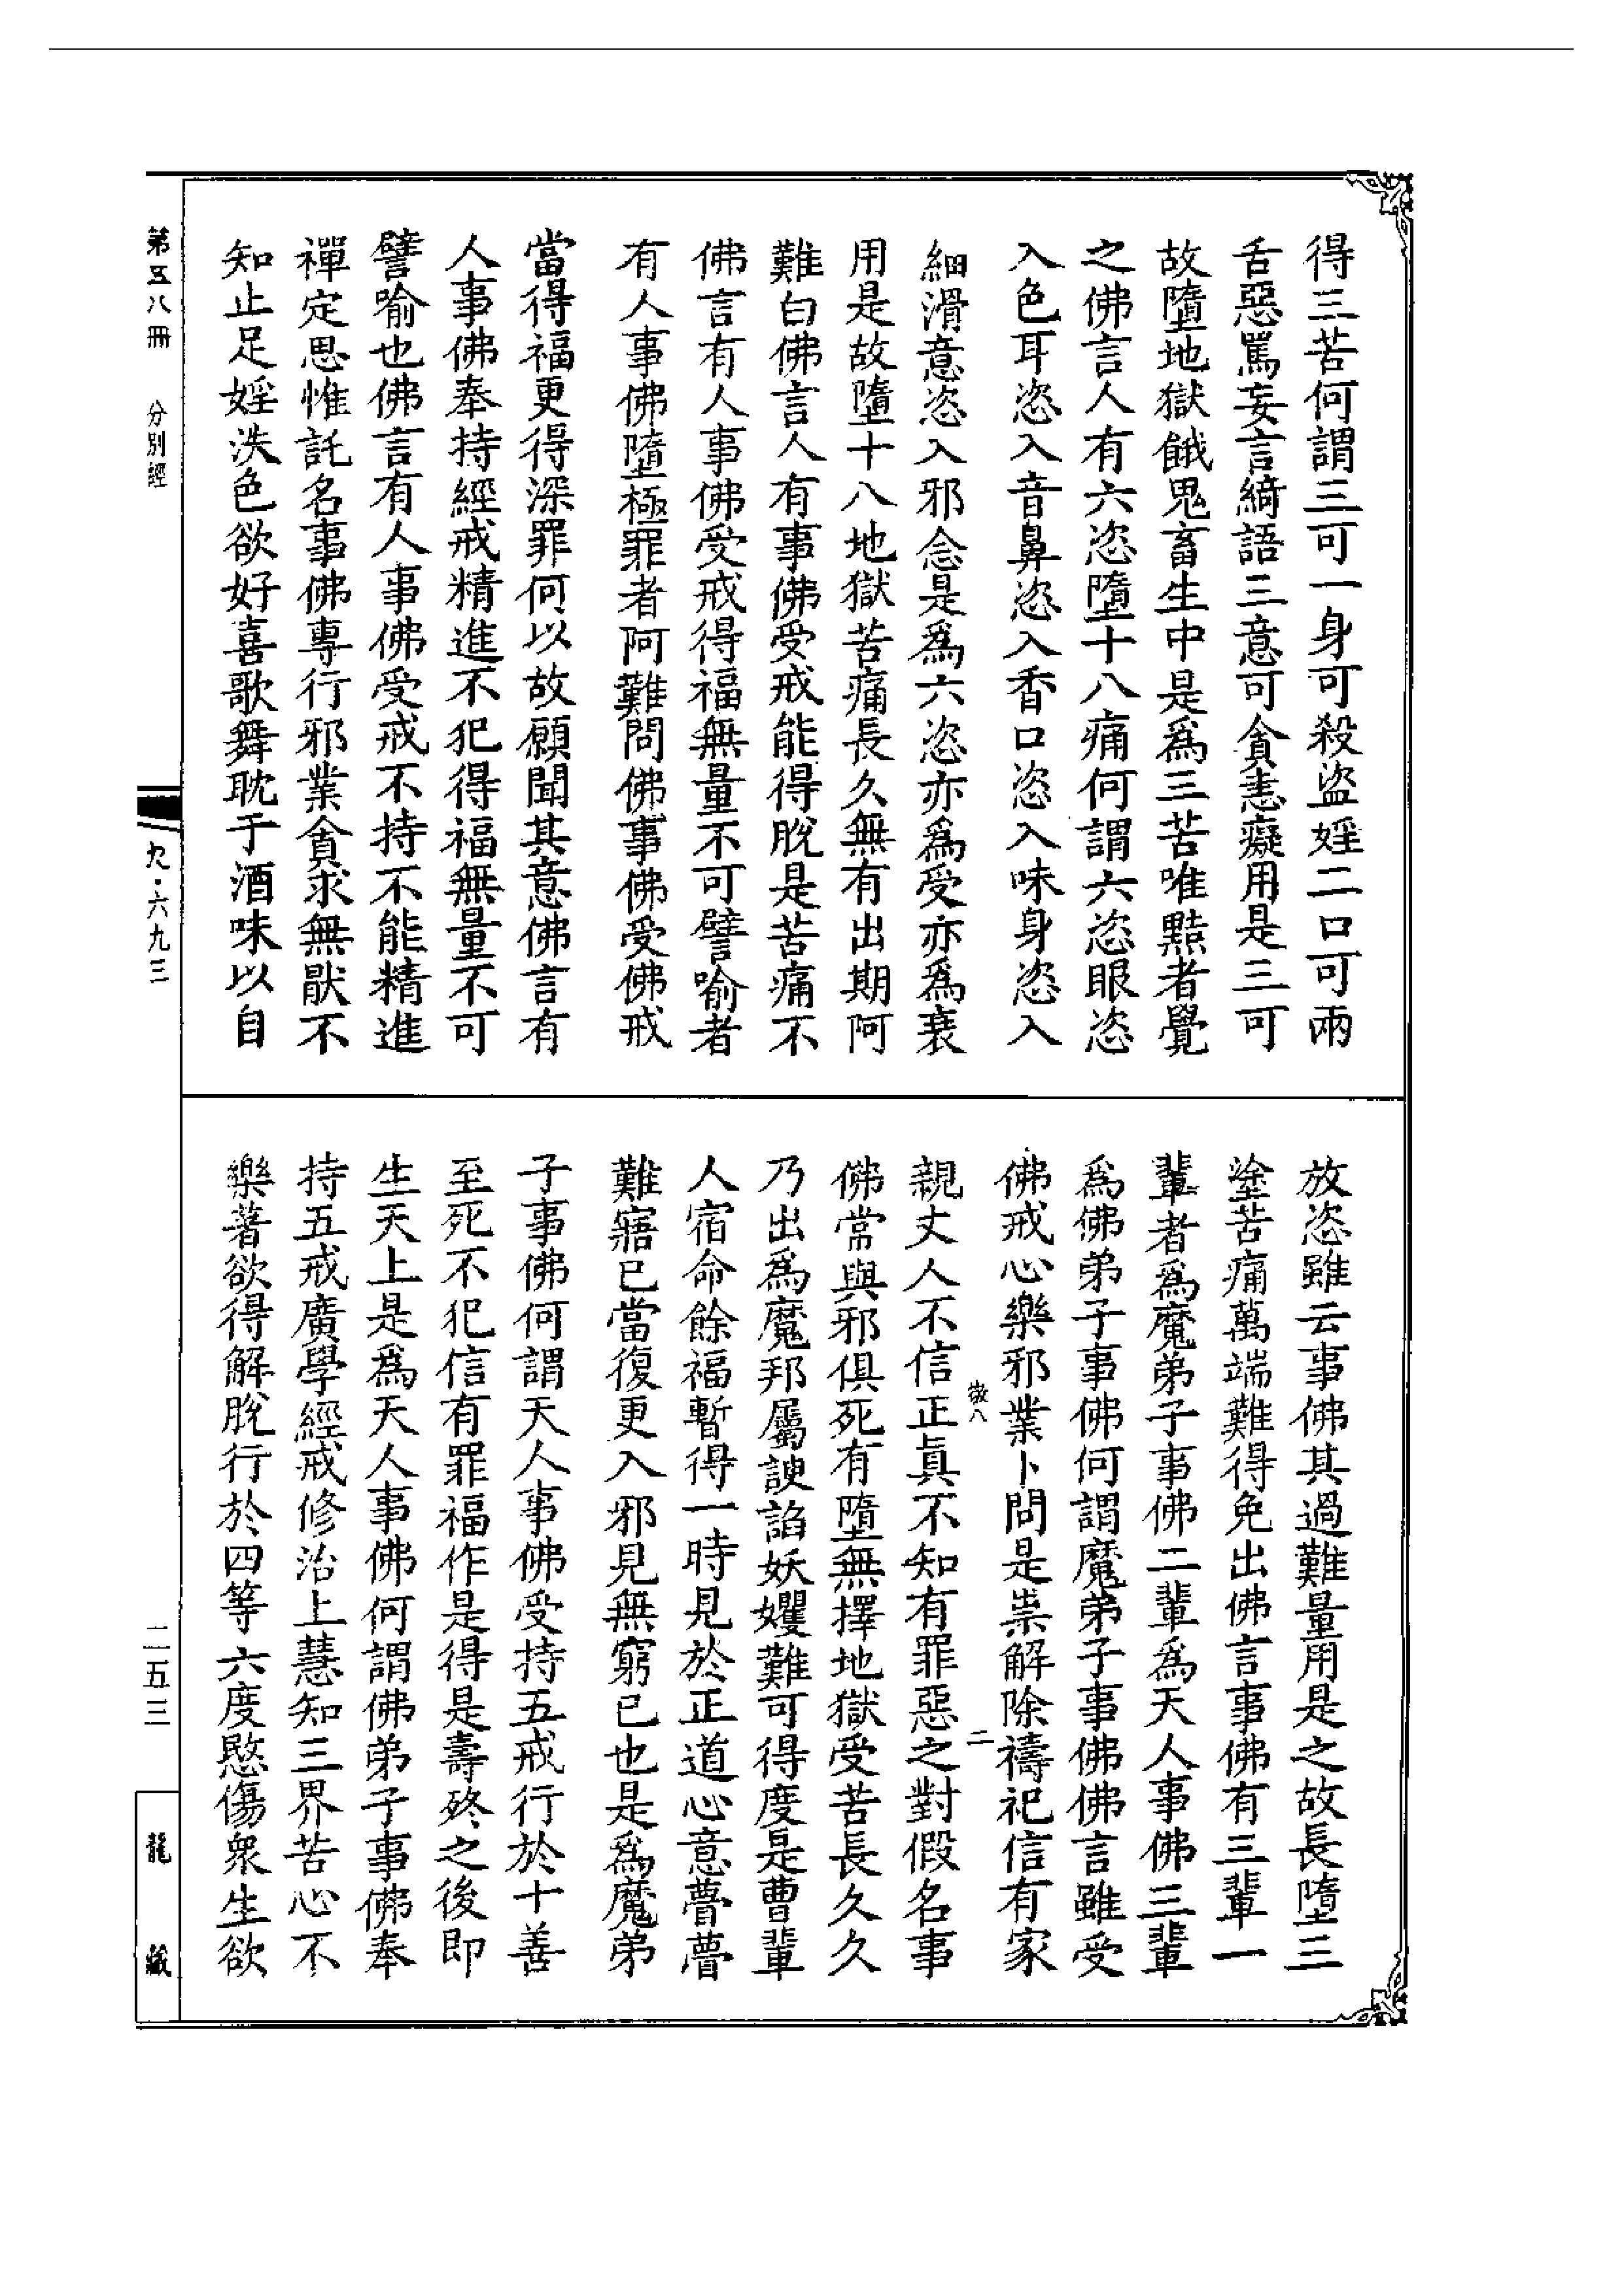 得三苦何謂三可一身可殺盜婬二口可兩
舌惡罵妄言綺語三意可貪恚癡用是三可
故墮地獄餓鬼畜生中是爲三苦唯黠者覺
之佛言人有六恣墮十八痛何謂六恣眼恣
入色耳恣入音鼻恣入香口恣入味身恣入
細滑意恣入邪念是爲六恣亦爲受亦爲衰
用是故墮十八地獄苦痛長久無有出期阿
難白佛言人有事佛受戒能得脫是苦痛不
佛言有人事佛受戒得福無量不可譬喻者
有人事佛墮極罪者阿難問佛事佛受佛戒
當得福更得深罪何以故願聞其意佛言有
人事佛奉持經戒精進不犯得福無量不可
譬喻也佛言有人事佛受戒不持不能精進
禪定思惟託名事佛專行邪業貪求無猒不
知止足婬泆色欲好喜歌舞耽于酒味以自
放恣雖云事佛其過難量用是之故長墮三
塗苦痛萬端難得免出佛言事佛有三輩一
輩者爲魔弟子事佛二輩爲天人事佛三輩
爲佛弟子事佛何謂魔弟子事佛佛言雖受
佛戒心樂邪業卜問是祟解除禱祀信有家
微八 二
親丈人不信正眞不知有罪惡之對假名事
佛常與邪俱死有墮無擇地獄受苦長久久
乃出爲魔邦屬諛諂妖孆難可得度是曹輩
人宿命餘福暫得一時見於正道心意瞢瞢
難寤已當復更入邪見無窮已也是爲魔弟
子事佛何謂天人事佛受持五戒行於十善
至死不犯信有罪福作是得是壽終之後即
生天上是爲天人事佛何謂佛弟子事佛奉
持五戒廣學經戒修治上慧知三界苦心不
樂著欲得解脫行於四等六度愍傷衆生欲
第五八冊 分別經
九·六九三
二五三
龍藏